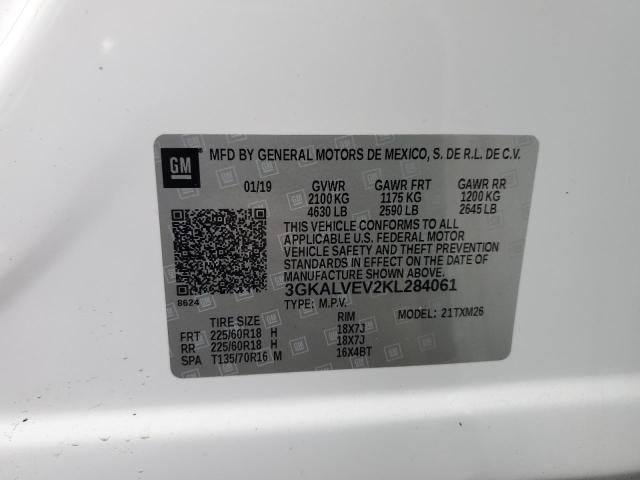 GM MFD BY GENERAL MOTORS DE MEXICO, S. DE R.L. DE C.V.
01/19 GVWR GAWR FRT GAWR RR
2100 KG 1175 KG 1200 KG
4630 LB 2590 LB 2645 LB
THIS VEHICLE CONFORMS TO ALL
APPLICABLE U.S. FEDERAL MOTOR
VEHICLE SAFETY AND THEFT PREVENTION
STANDARDS IN EFFECT ON THE DATE
OF MANUFACTURE SHOWN ABOVE.
8624 3GKALVEV2KL284061
TYPE: M.P.V. MODEL: 21TXM26
TIRE SIZE RIM
FRT 225/60R18 H 18X7J
RR 225/60R18 H 18X7J
SPA T135/70R16 M 16X4BT